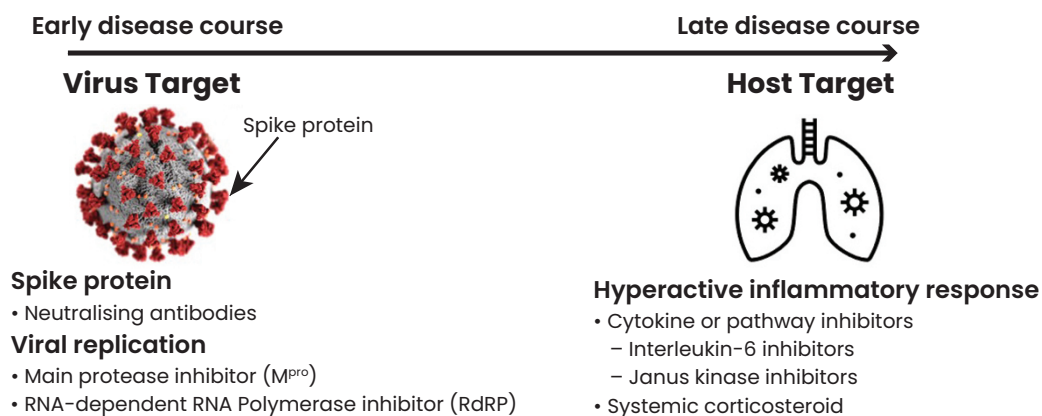 Early disease course
Late disease course
Virus Target
Host Target
Spike protein
Spike protein
• Neutralising antibodies
Viral replication
• Main protease inhibitor (Mᵖʳᵒ)
• RNA-dependent RNA Polymerase inhibitor (RdRP)
Hyperactive inflammatory response
• Cytokine or pathway inhibitors
– Interleukin-6 inhibitors
– Janus kinase inhibitors
• Systemic corticosteroid